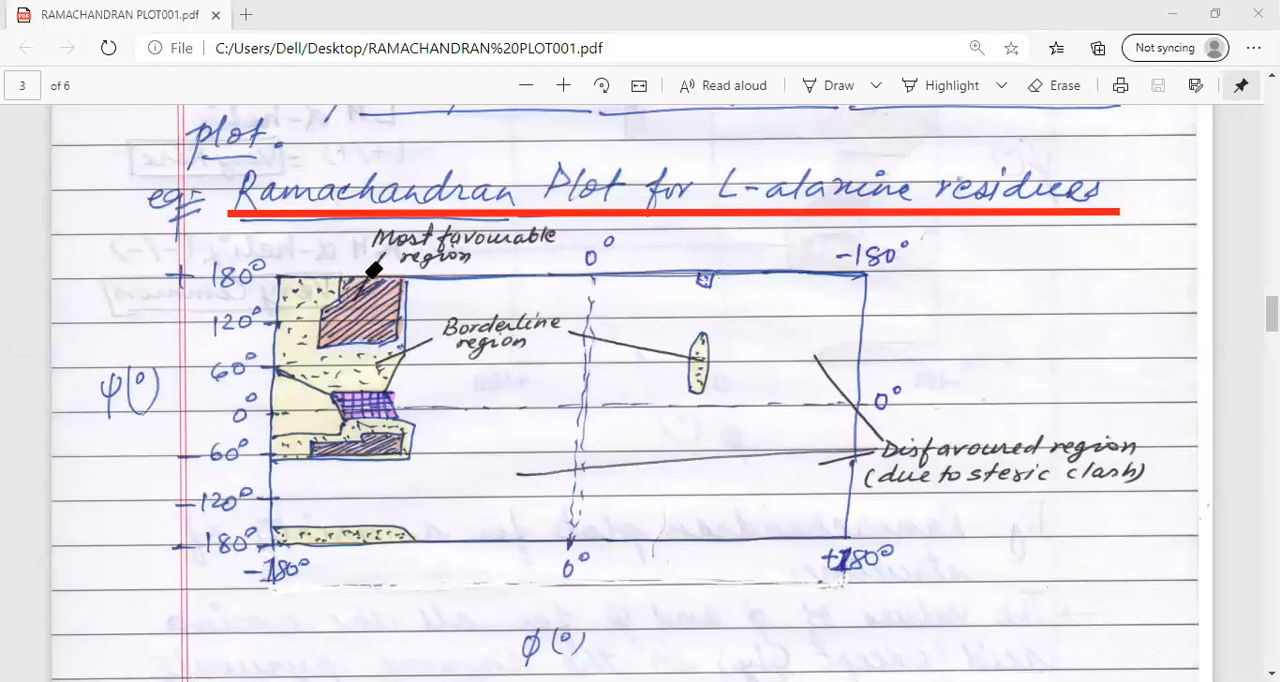 RAMACHANDRAN PLOT001.pdf
File
C:/Users/Dell/Desktop/RAMACHANDRAN%20PLOT001.pdf
Not syncing
3 of 6
Read aloud
Draw
Highlight
Erase
plot.
eg= Ramachandran Plot for L-alanine residues
Most favourable
region
0°
-180°
+ 180°
120°
Borderline
region
60°
ψ(°)
0°
0°
- 60°
Disfavoured region
(due to steric clash)
-120°
- 180°
-180°
0°
+180°
φ(°)